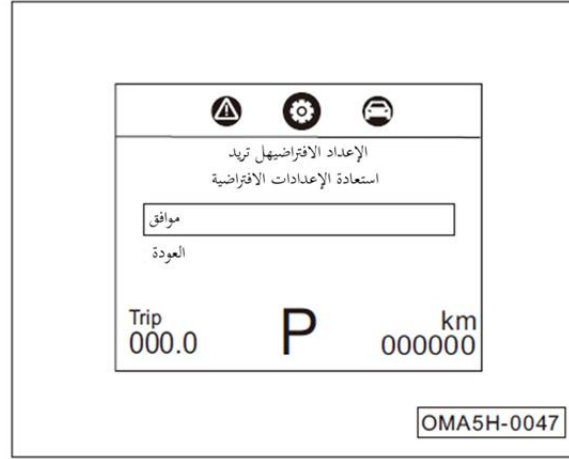 الإعداد الافتراضيهل تريد
استعادة الإعدادات الافتراضية
موافق
العودة
Trip
000.0
P
km
000000
OMA5H-0047